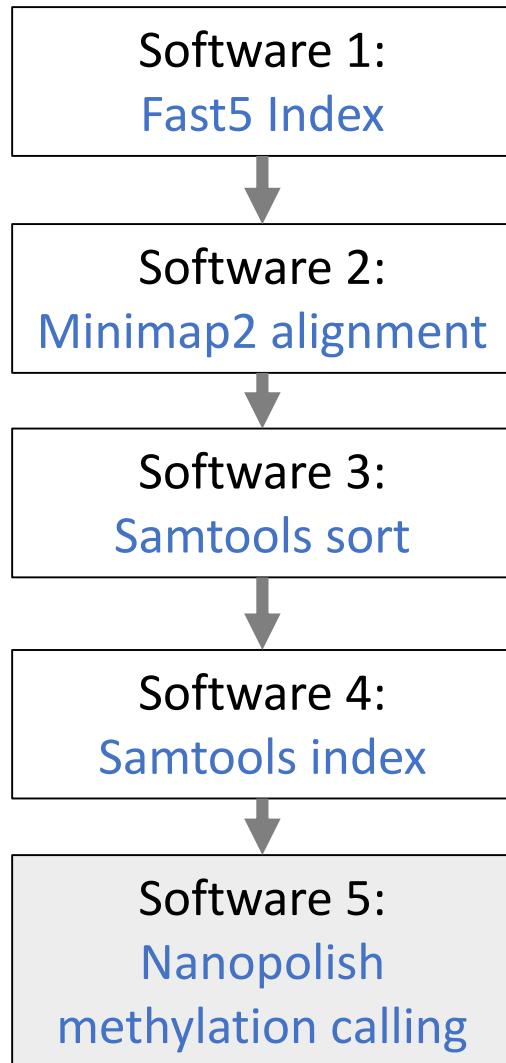 Software 1:
Fast5 Index
Software 2:
Minimap2 alignment
Software 3:
Samtools sort
Software 4:
Samtools index
Software 5:
Nanopolish
methylation calling